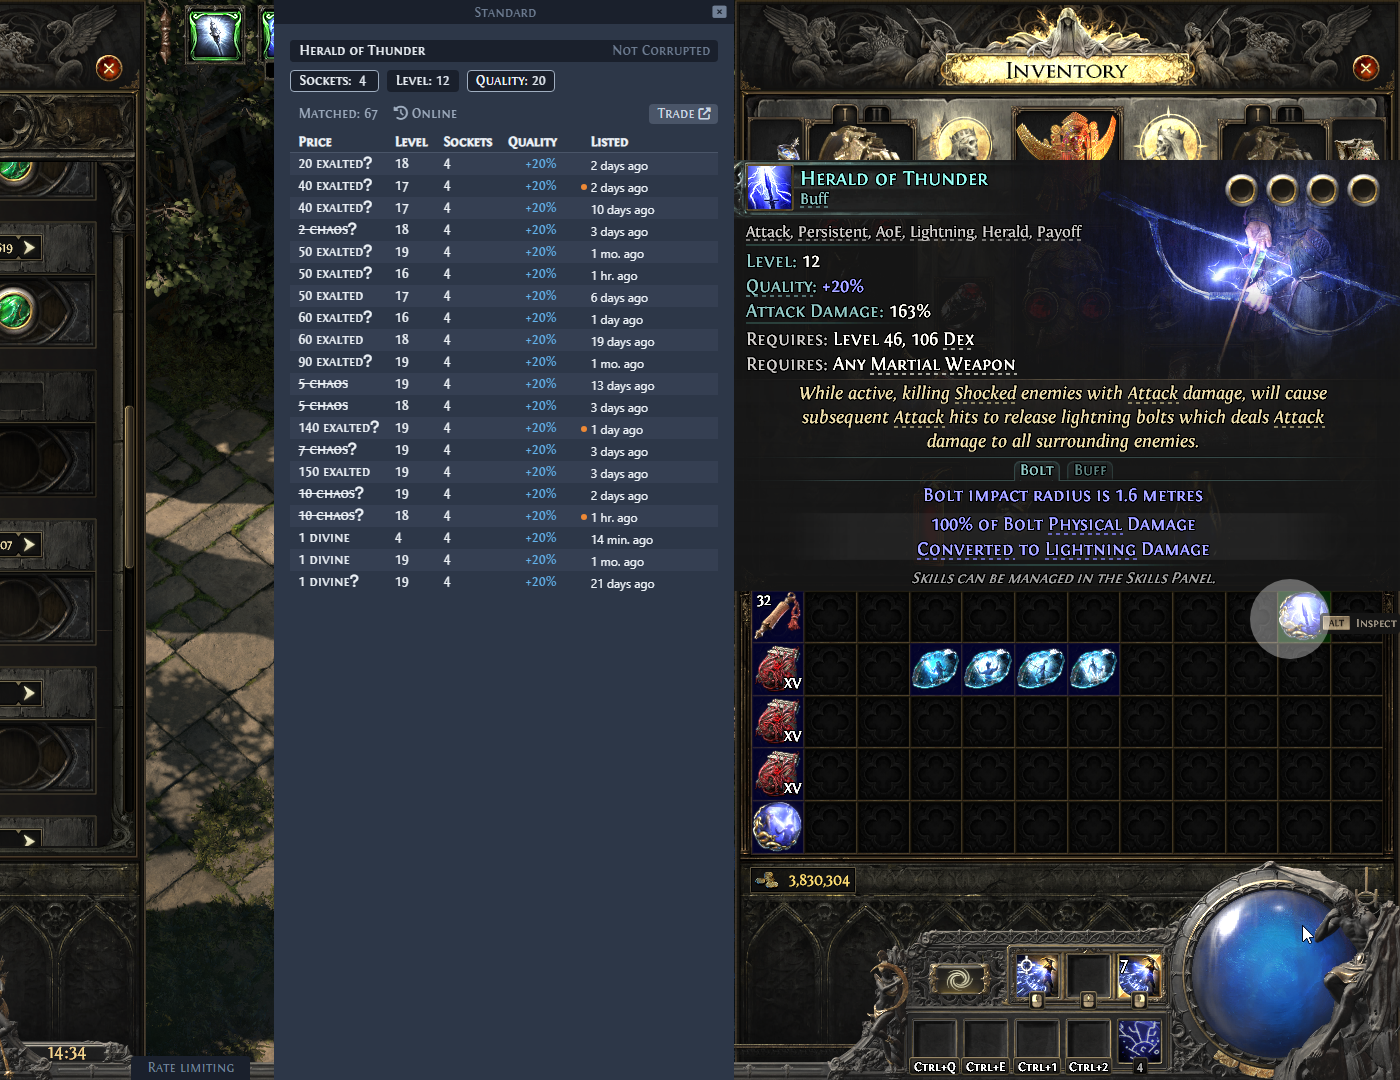 STANDARD
HERALD OF THUNDER NOT CORRUPTED
SOCKETS: 4 LEVEL: 12 QUALITY: 20
MATCHED: 67 ONLINE TRADE
PRICE LEVEL SOCKETS QUALITY LISTED
20 EXALTED? 18 4 +20% 2 days ago
40 EXALTED? 17 4 +20% 2 days ago
40 EXALTED? 17 4 +20% 10 days ago
2 CHAOS? 18 4 +20% 3 days ago
50 EXALTED? 19 4 +20% 1 mo. ago
50 EXALTED? 16 4 +20% 1 hr. ago
50 EXALTED 17 4 +20% 6 days ago
60 EXALTED? 16 4 +20% 1 day ago
60 EXALTED 18 4 +20% 19 days ago
90 EXALTED? 19 4 +20% 1 mo. ago
5 CHAOS 19 4 +20% 13 days ago
5 CHAOS 18 4 +20% 3 days ago
140 EXALTED? 19 4 +20% 1 day ago
7 CHAOS? 19 4 +20% 3 days ago
150 EXALTED 19 4 +20% 3 days ago
10 CHAOS? 19 4 +20% 2 days ago
10 CHAOS? 18 4 +20% 1 hr. ago
1 DIVINE 4 4 +20% 14 min. ago
1 DIVINE 19 4 +20% 1 mo. ago
1 DIVINE? 19 4 +20% 21 days ago
INVENTORY
I II I II
HERALD OF THUNDER
Buff
Attack, Persistent, AoE, Lightning, Herald, Payoff
LEVEL: 12
QUALITY: +20%
ATTACK DAMAGE: 163%
REQUIRES: LEVEL 46, 106 DEX
REQUIRES: ANY MARTIAL WEAPON
While active, killing Shocked enemies with Attack damage, will cause
subsequent Attack hits to release lightning bolts which deals Attack
damage to all surrounding enemies.
BOLT BUFF
BOLT IMPACT RADIUS IS 1.6 METRES
100% OF BOLT PHYSICAL DAMAGE
CONVERTED TO LIGHTNING DAMAGE
SKILLS CAN BE MANAGED IN THE SKILLS PANEL.
32
ALT INSPECT
XV
XV
XV
3,830,304
7
CTRL+Q CTRL+E CTRL+1 CTRL+2 4
619
07
14:34
RATE LIMITING